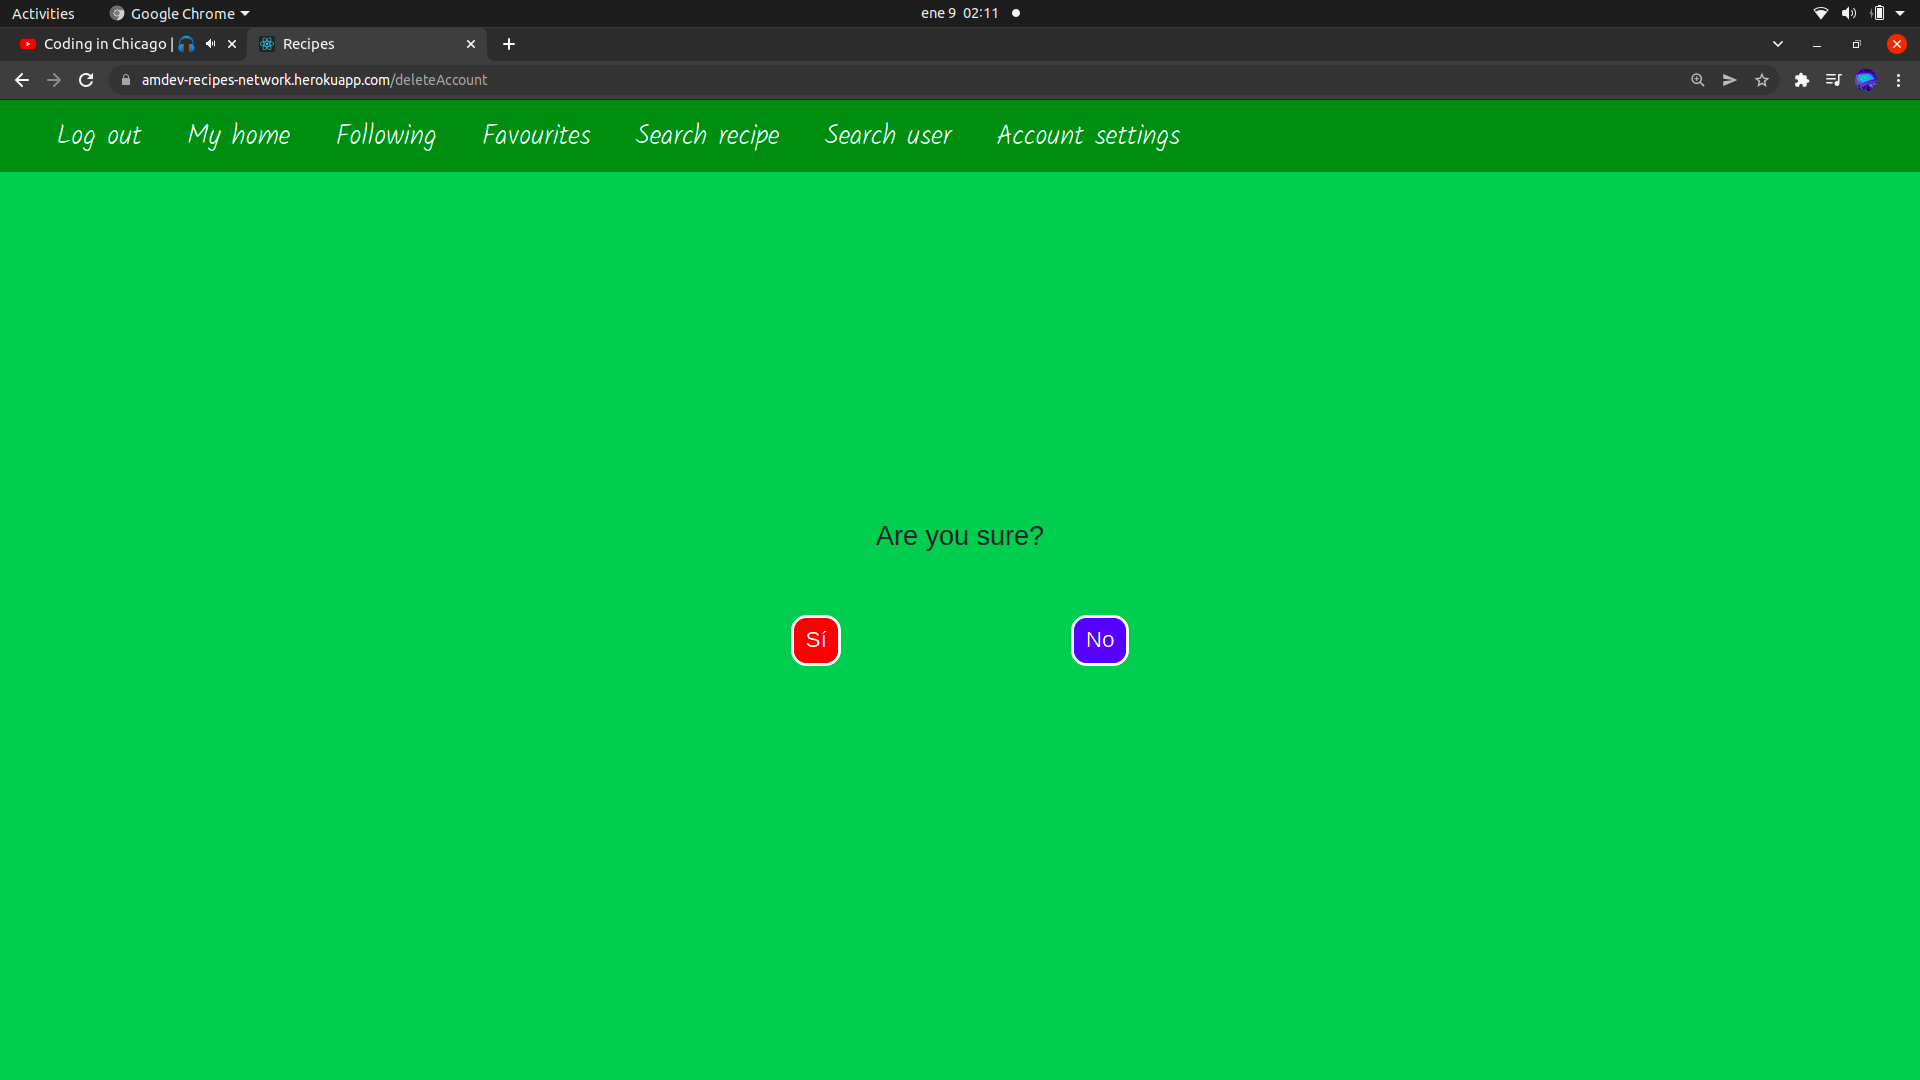 Activities Google Chrome ene 9 02:11
Coding in Chicago | Recipes
amdev-recipes-network.herokuapp.com/deleteAccount
Log out My home Following Favourites Search recipe Search user Account settings
Are you sure?
Sí No